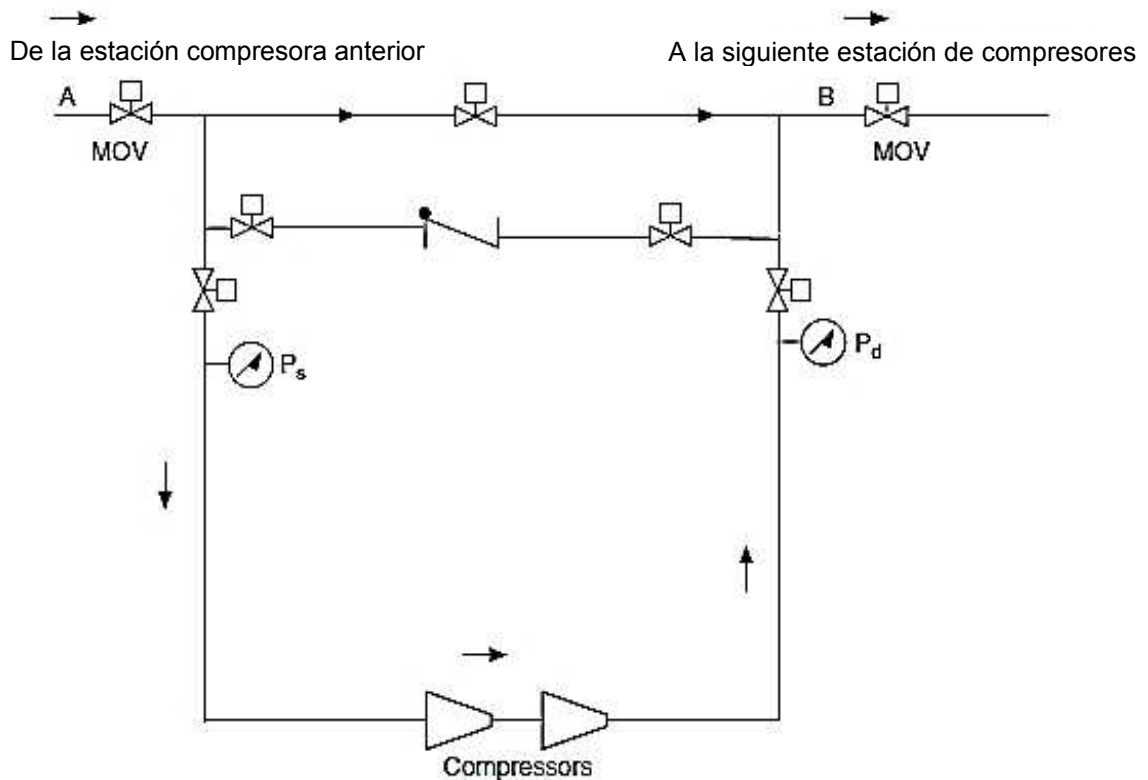 De la estación compresora anterior
A la siguiente estación de compresores
A
B
MOV
MOV
Ps
Pd
Compressors